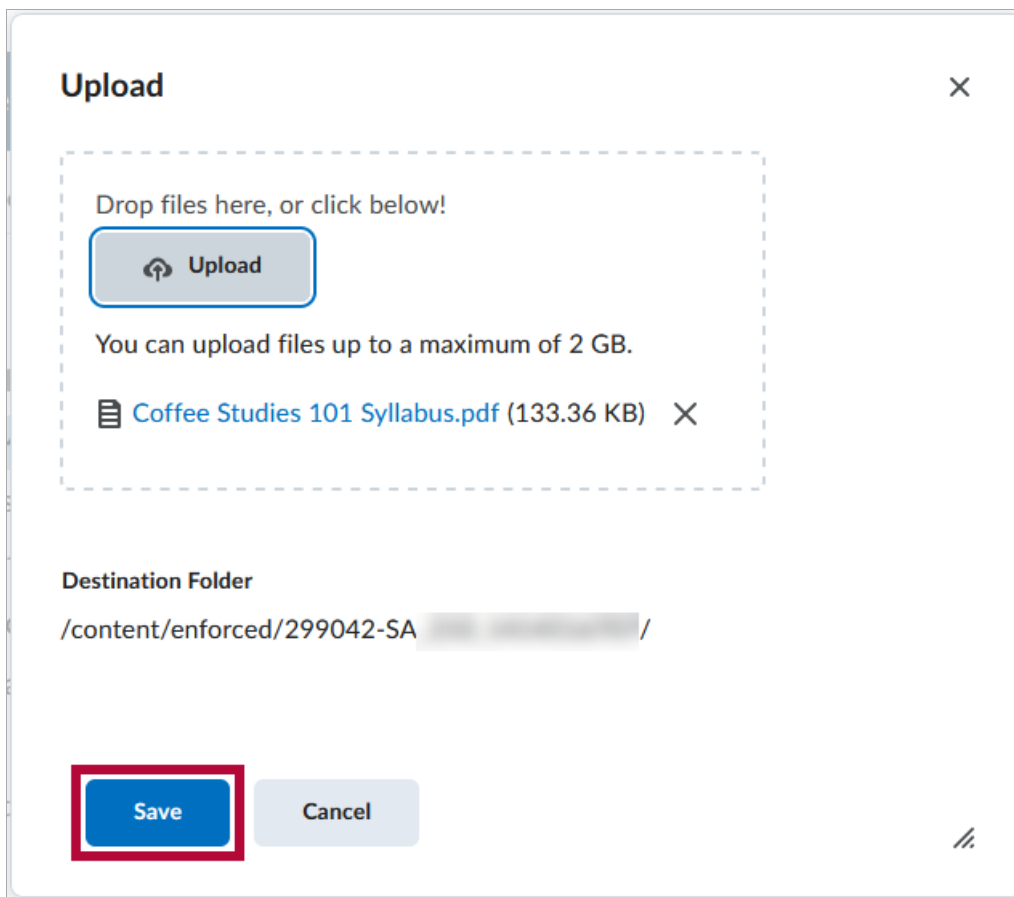 Upload
Drop files here, or click below!
Upload
You can upload files up to a maximum of 2 GB.
Coffee Studies 101 Syllabus.pdf (133.36 KB)
Destination Folder
/content/enforced/299042-SA /
Save
Cancel